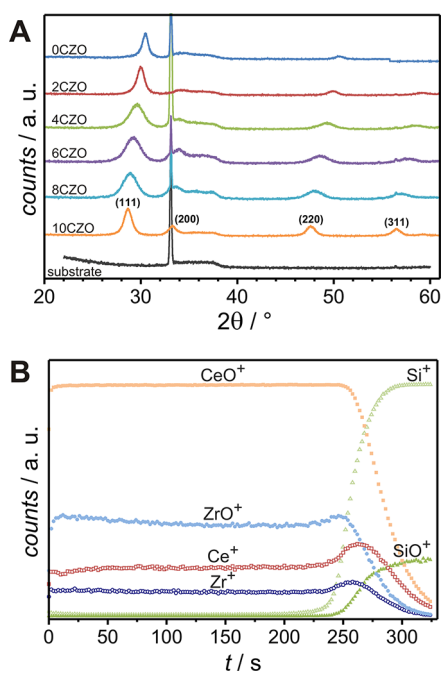 A
counts / a. u.
0CZO
2CZO
4CZO
6CZO
8CZO
(111)
10CZO
(200)
(220)
(311)
substrate
20 30 40 50 60
2θ / °
B
counts / a. u.
CeO⁺
Si⁺
ZrO⁺
Ce⁺
SiO⁺
Zr⁺
0 50 100 150 200 250 300
t / s